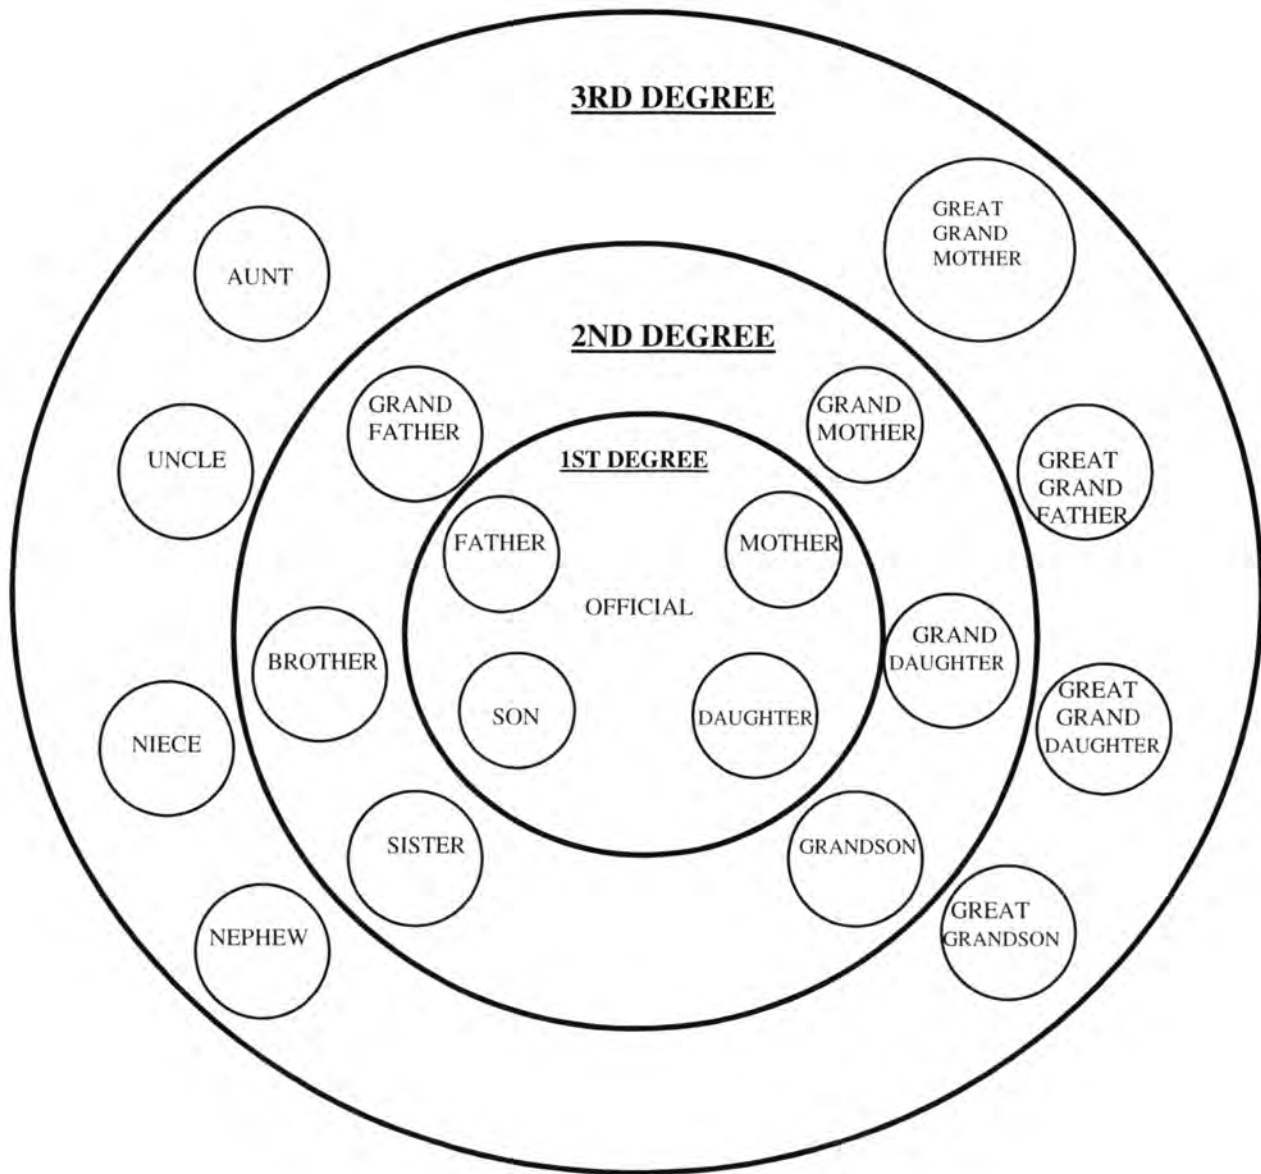 3RD DEGREE
GREAT
GRAND
MOTHER
AUNT
2ND DEGREE
GRAND
FATHER
GRAND
MOTHER
UNCLE
1ST DEGREE
GREAT
GRAND
FATHER
FATHER
MOTHER
OFFICIAL
BROTHER
GRAND
DAUGHTER
SON
DAUGHTER
NIECE
GREAT
GRAND
DAUGHTER
SISTER
GRANDSON
NEPHEW
GREAT
GRANDSON